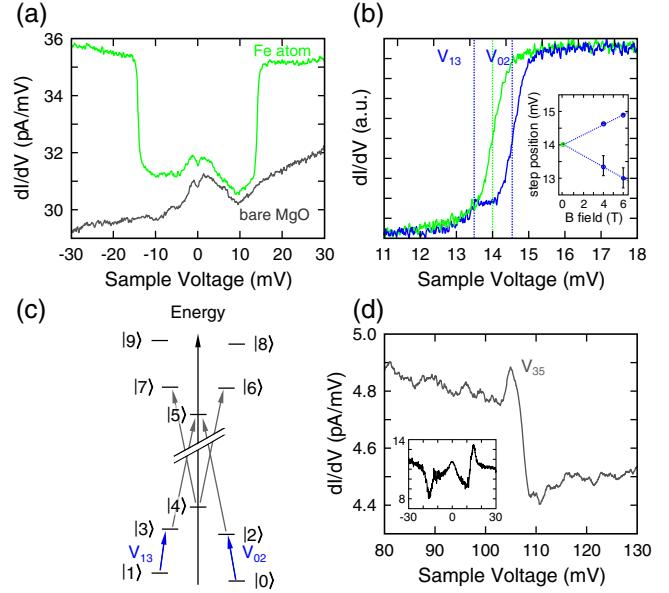 (a)
36
35
34
33
32
31
30
29
dI/dV (pA/mV)
Fe atom
bare MgO
-30 -20 -10 0 10 20 30
Sample Voltage (mV)
(b)
dI/dV (a.u.)
V13
V02
step position (mV)
15
14
13
0 2 4 6
B field (T)
11 12 13 14 15 16 17 18
Sample Voltage (mV)
(c)
Energy
|9⟩
|8⟩
|7⟩
|6⟩
|5⟩
|4⟩
|3⟩
|2⟩
V13
V02
|1⟩
|0⟩
(d)
5.0
4.8
4.6
4.4
dI/dV (pA/mV)
V35
14
8
-30 0 30
80 90 100 110 120 130
Sample Voltage (mV)